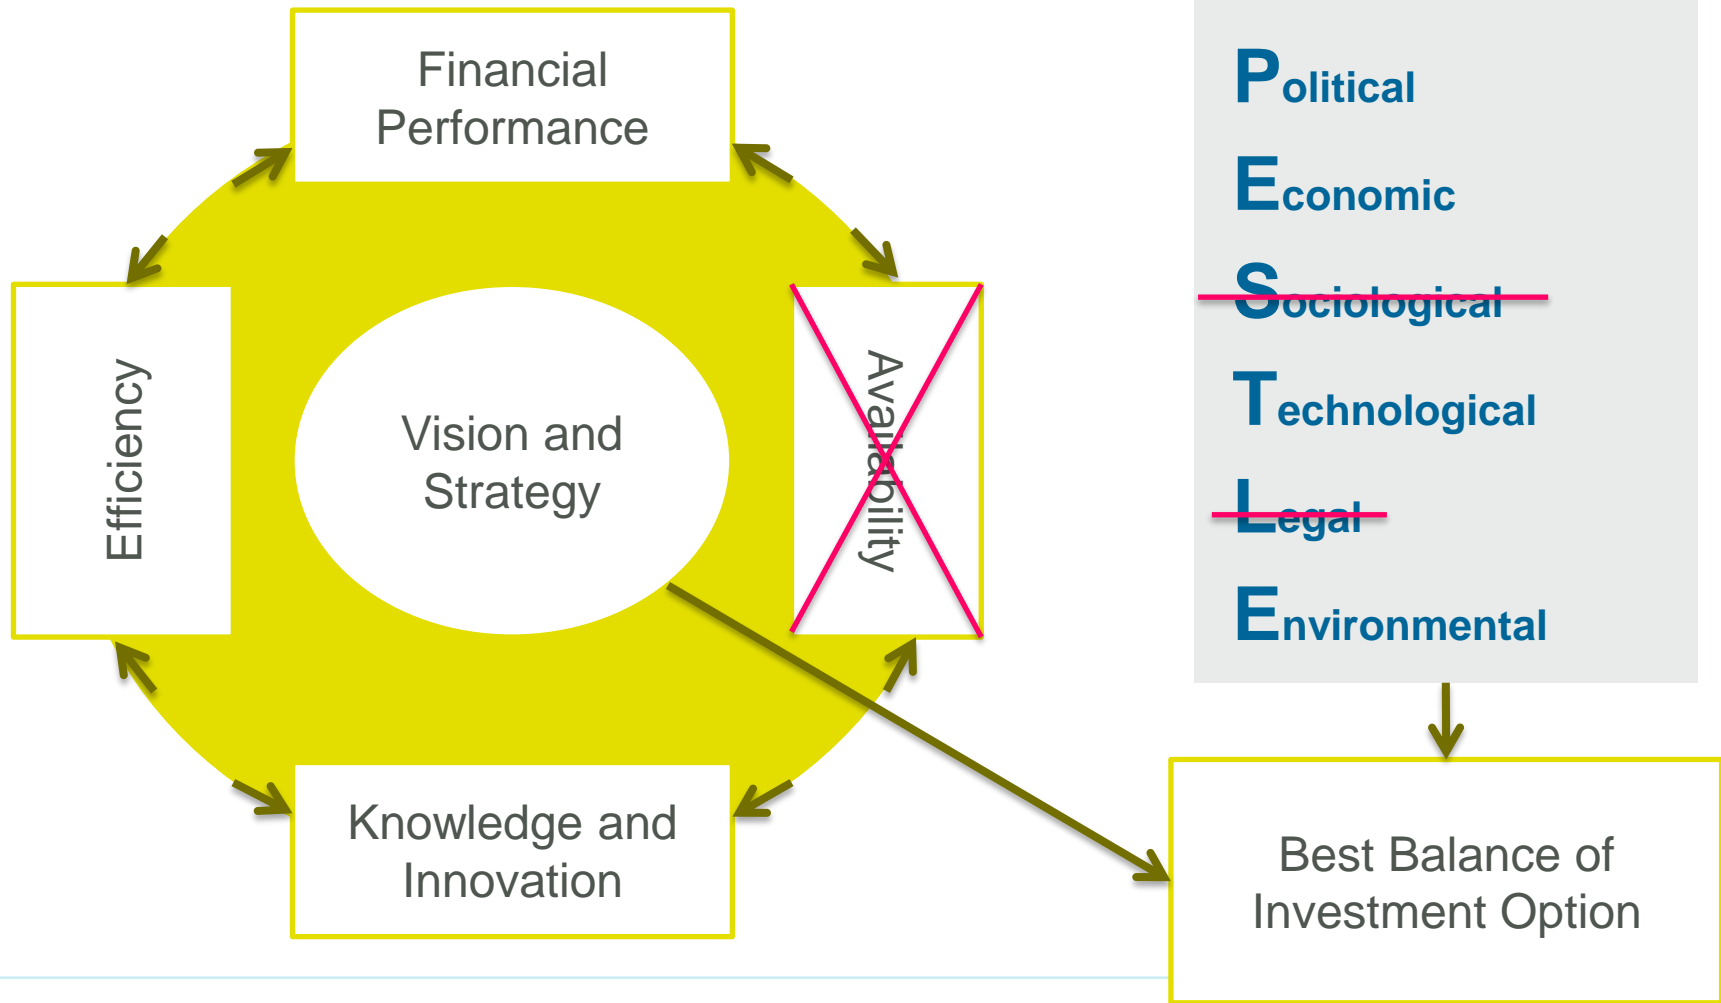 Financial
Performance
Efficiency
Vision and
Strategy
Availability
Knowledge and
Innovation
Political
Economic
Sociological
Technological
Legal
Environmental
Best Balance of
Investment Option